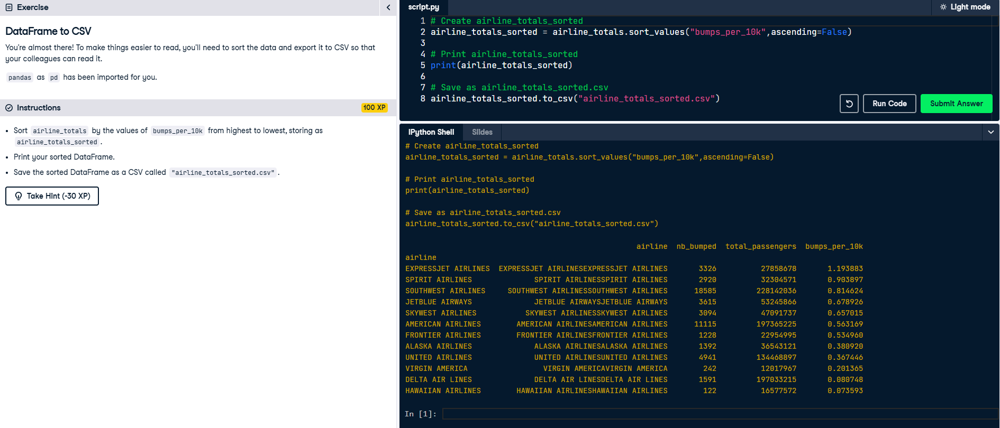 Exercise
DataFrame to CSV
You're almost there! To make things easier to read, you'll need to sort the data and export it to CSV so that
your colleagues can read it.
pandas as pd has been imported for you.
Instructions
100 XP
Sort airline_totals by the values of bumps_per_10k from highest to lowest, storing as
airline_totals_sorted.
Print your sorted DataFrame.
Save the sorted DataFrame as a CSV called "airline_totals_sorted.csv".
Take Hint (-30 XP)
script.py
Light mode
1 # Create airline_totals_sorted
2 airline_totals_sorted = airline_totals.sort_values("bumps_per_10k",ascending=False)
3
4 # Print airline_totals_sorted
5 print(airline_totals_sorted)
6
7 # Save as airline_totals_sorted.csv
8 airline_totals_sorted.to_csv("airline_totals_sorted.csv")
Run Code
Submit Answer
IPython Shell
Slides
# Create airline_totals_sorted
airline_totals_sorted = airline_totals.sort_values("bumps_per_10k",ascending=False)
# Print airline_totals_sorted
print(airline_totals_sorted)
# Save as airline_totals_sorted.csv
airline_totals_sorted.to_csv("airline_totals_sorted.csv")
airline nb_bumped total_passengers bumps_per_10k
airline
EXPRESSJET AIRLINES EXPRESSJET AIRLINESEXPRESSJET AIRLINES 3326 27858678 1.193883
SPIRIT AIRLINES SPIRIT AIRLINESSPIRIT AIRLINES 2920 32304571 0.903897
SOUTHWEST AIRLINES SOUTHWEST AIRLINESSOUTHWEST AIRLINES 18585 228142036 0.814624
JETBLUE AIRWAYS JETBLUE AIRWAYSJETBLUE AIRWAYS 3615 53245866 0.678926
SKYWEST AIRLINES SKYWEST AIRLINESSKYWEST AIRLINES 3094 47091737 0.657015
AMERICAN AIRLINES AMERICAN AIRLINESAMERICAN AIRLINES 11115 197365225 0.563169
FRONTIER AIRLINES FRONTIER AIRLINESFRONTIER AIRLINES 1228 22954995 0.534960
ALASKA AIRLINES ALASKA AIRLINESALASKA AIRLINES 1392 36543121 0.380920
UNITED AIRLINES UNITED AIRLINESUNITED AIRLINES 4941 134468897 0.367446
VIRGIN AMERICA VIRGIN AMERICAVIRGIN AMERICA 242 12017967 0.201365
DELTA AIR LINES DELTA AIR LINESDELTA AIR LINES 1591 197033215 0.080748
HAWAIIAN AIRLINES HAWAIIAN AIRLINESHAWAIIAN AIRLINES 122 16577572 0.073593
In [1]: